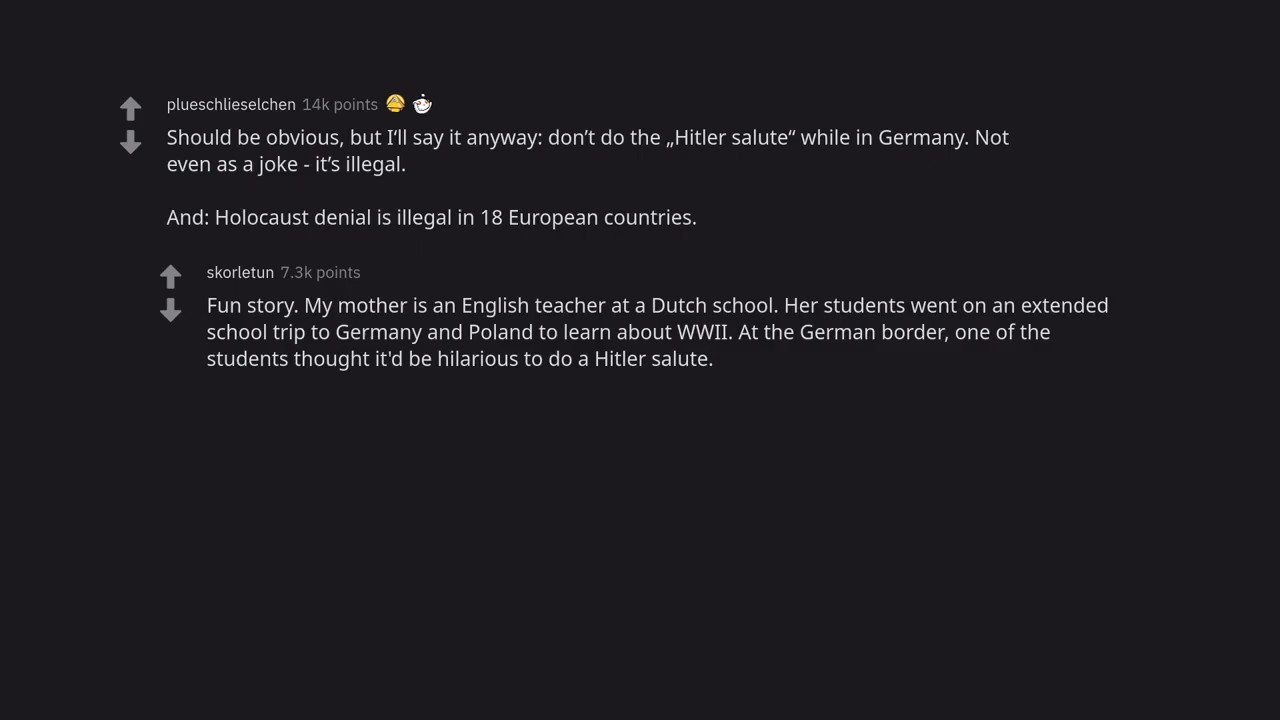 plueschlieselchen 14k points
Should be obvious, but I’ll say it anyway: don’t do the „Hitler salute“ while in Germany. Not
even as a joke - it’s illegal.
And: Holocaust denial is illegal in 18 European countries.
skorletun 7.3k points
Fun story. My mother is an English teacher at a Dutch school. Her students went on an extended
school trip to Germany and Poland to learn about WWII. At the German border, one of the
students thought it'd be hilarious to do a Hitler salute.